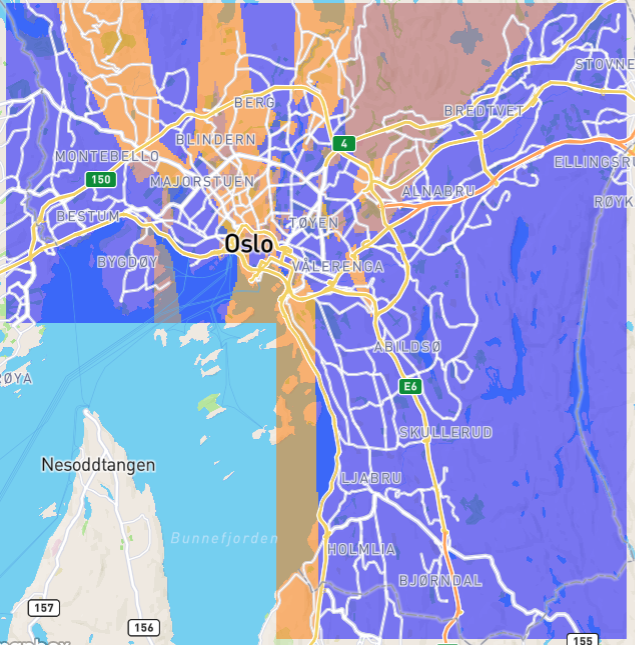 STOVNE
BERG
BREDTVET
BLINDERN
4
MONTEBELLO
ELLINGSRU
150
MAJORSTUEN
ALNABRU
RØYK
BESTUM
TØYEN
Oslo
BYGDØY
VÅLERENGA
ABILDSØ
RØYA
E6
SKULLERUD
Nesoddtangen
LJABRU
Bunnefjorden
HOLMLIA
BJØRNDAL
157
156
155